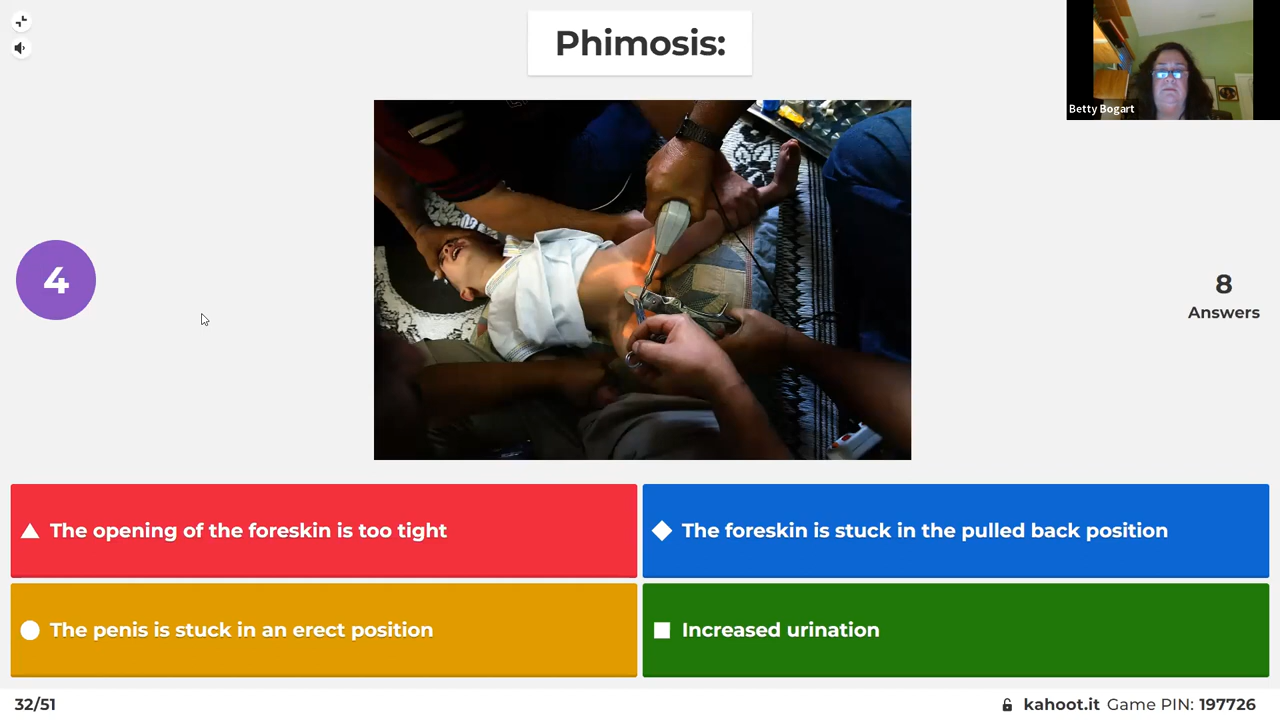 Phimosis:
Betty Bogart
4
8
Answers
The opening of the foreskin is too tight
The foreskin is stuck in the pulled back position
The penis is stuck in an erect position
Increased urination
32/51
kahoot.it Game PIN: 197726